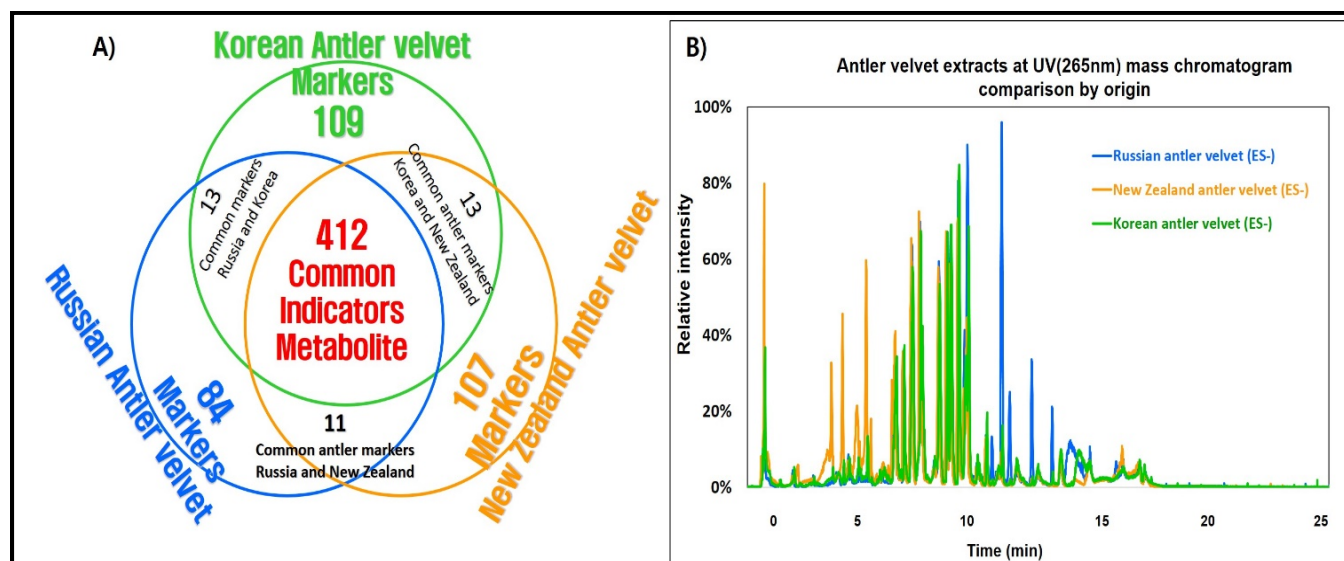 A)
Korean Antler velvet
Markers
109
13
Common markers
Russia and Korea
13
Common antler markers
Korea and New Zealand
412
Common
Indicators
Metabolite
84
Markers
Russian Antler velvet
107
Markers
New Zealand Antler velvet
11
Common antler markers
Russia and New Zealand
B)
Antler velvet extracts at UV(265nm) mass chromatogram
comparison by origin
100%
80%
60%
40%
20%
0%
Relative intensity
Russian antler velvet (ES-)
New Zealand antler velvet (ES-)
Korean antler velvet (ES-)
0 5 10 15 20 25
Time (min)